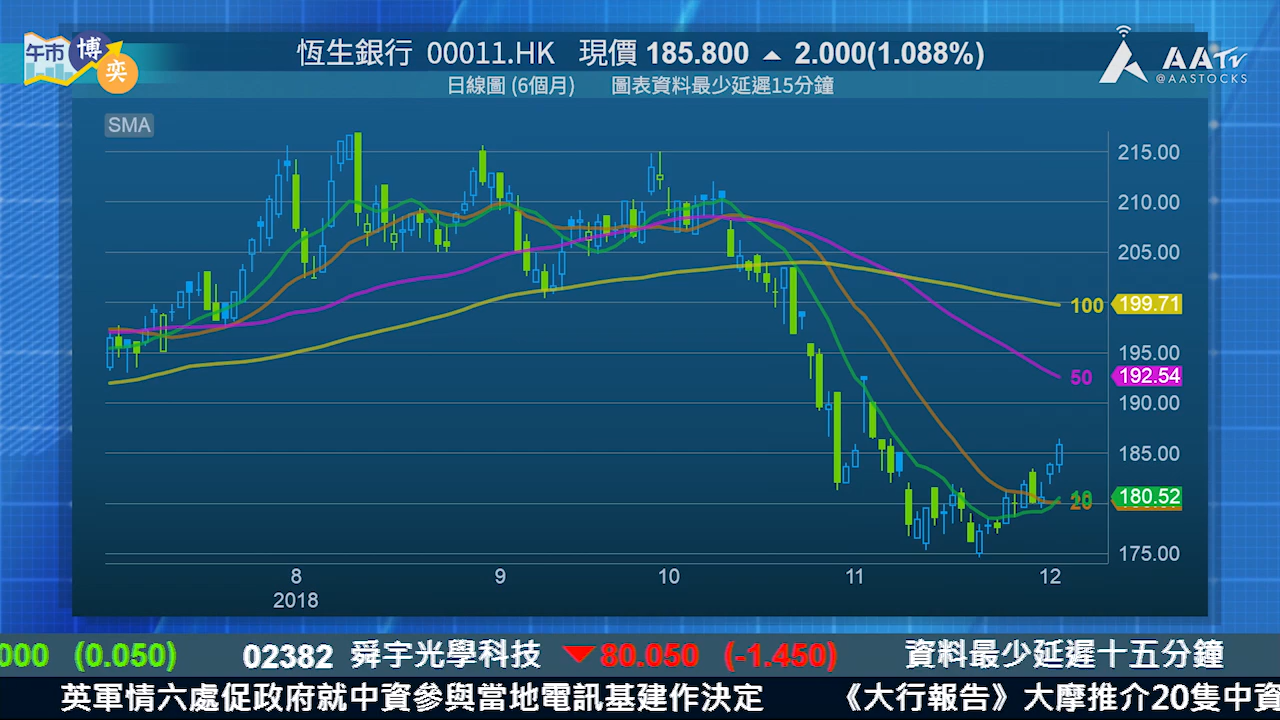 午市 博 奕
恆生銀行 00011.HK 現價 185.800 ▲ 2.000(1.088%)
日線圖 (6個月) 圖表資料最少延遲15分鐘
AATV
@AASTOCKS
SMA
215.00
210.00
205.00
100 199.71
195.00
50 192.54
190.00
185.00
10 180.52
20
175.00
8 9 10 11 12
2018
000 (0.050) 02382 舜宇光學科技 ▼80.050 (-1.450) 資料最少延遲十五分鐘
英軍情六處促政府就中資參與當地電訊基建作決定 《大行報告》大摩推介20隻中資